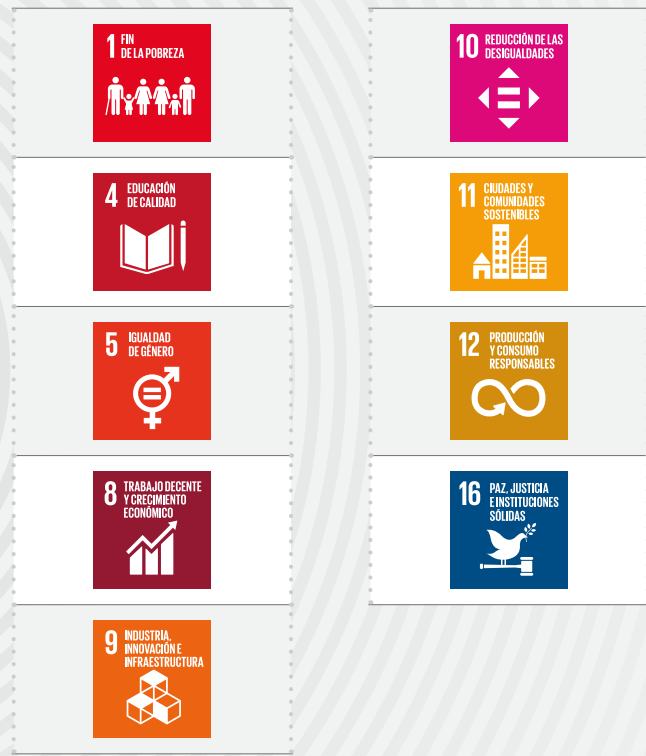 1 FIN
DE LA POBREZA
4 EDUCACIÓN
DE CALIDAD
5 IGUALDAD
DE GÉNERO
8 TRABAJO DECENTE
Y CRECIMIENTO
ECONÓMICO
9 INDUSTRIA,
INNOVACIÓN E
INFRAESTRUCTURA
10 REDUCCIÓN DE LAS
DESIGUALDADES
11 CIUDADES Y
COMUNIDADES
SOSTENIBLES
12 PRODUCCIÓN
Y CONSUMO
RESPONSABLES
16 PAZ, JUSTICIA
E INSTITUCIONES
SÓLIDAS